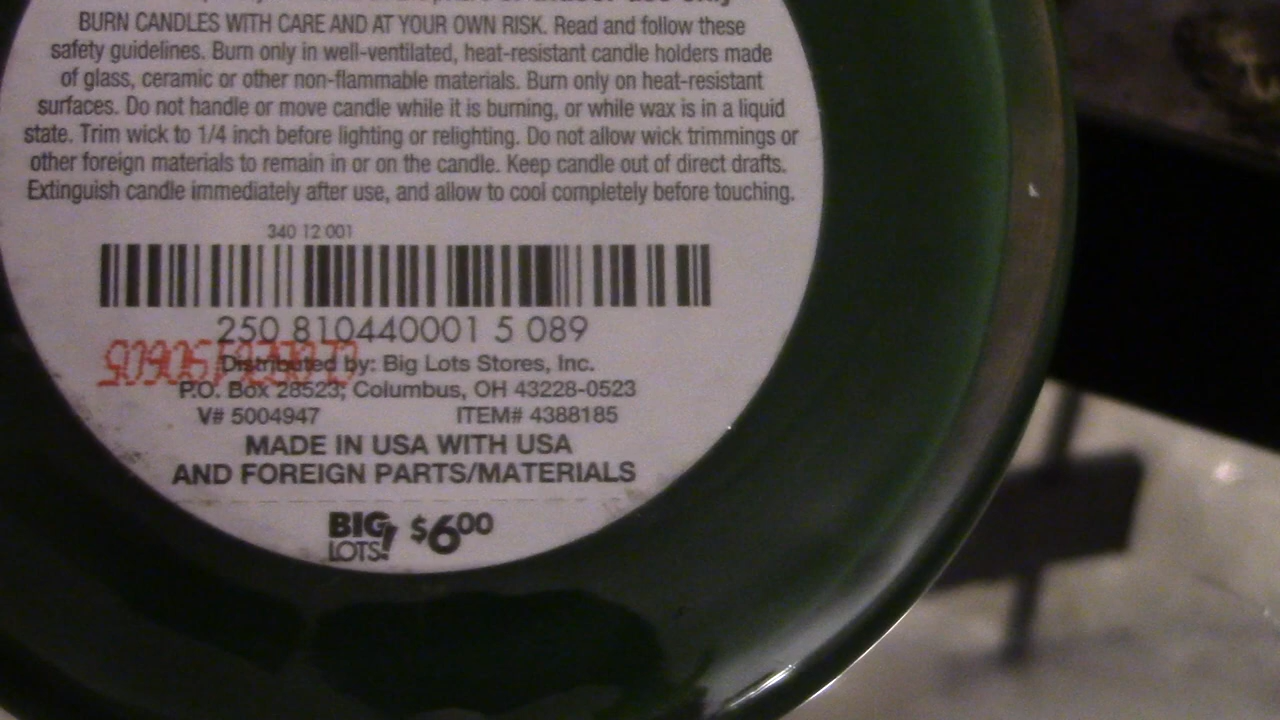 BURN CANDLES WITH CARE AND AT YOUR OWN RISK. Read and follow these
safety guidelines. Burn only in well-ventilated, heat-resistant candle holders made
of glass, ceramic or other non-flammable materials. Burn only on heat-resistant
surfaces. Do not handle or move candle while it is burning, or while wax is in a liquid
state. Trim wick to 1/4 inch before lighting or relighting. Do not allow wick trimmings or
other foreign materials to remain in or on the candle. Keep candle out of direct drafts.
Extinguish candle immediately after use, and allow to cool completely before touching.
340 12 001
250 810440001 5 089
Distributed by: Big Lots Stores, Inc.
P.O. Box 28523; Columbus, OH 43228-0523
V# 5004947 ITEM# 4388185
MADE IN USA WITH USA
AND FOREIGN PARTS/MATERIALS
BIG LOTS! $6.00